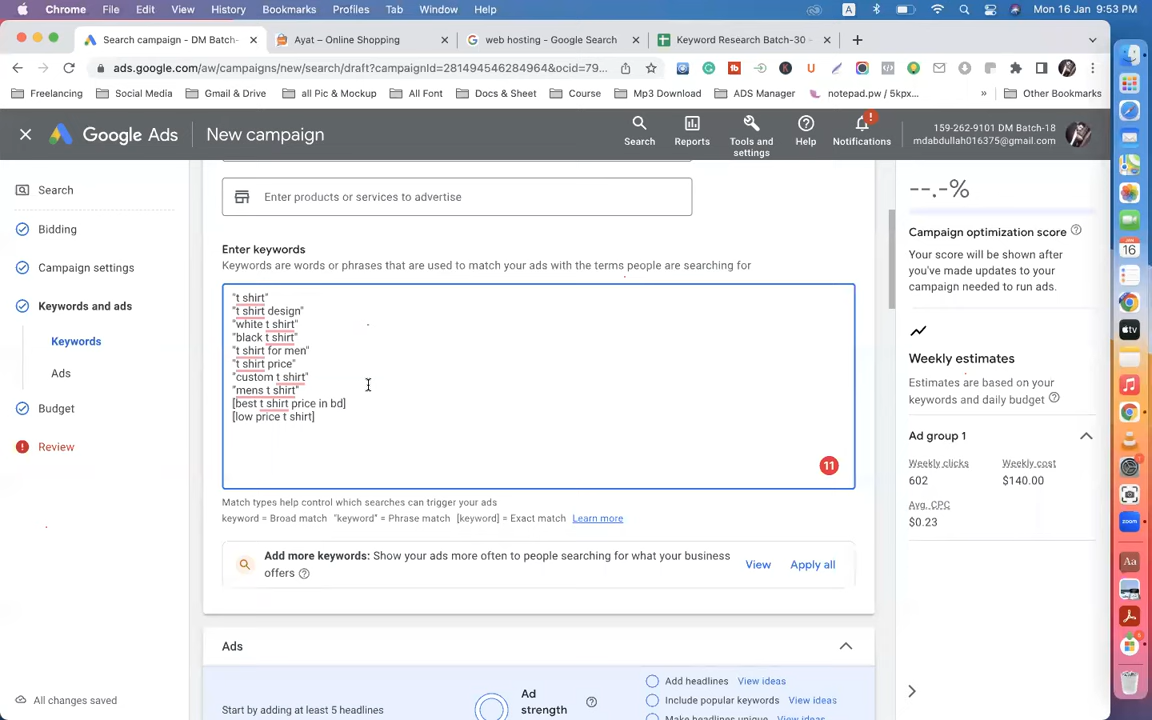 Chrome File Edit View History Bookmarks Profiles Tab Window Help
A Mon 16 Jan 9:53 PM
Search campaign - DM Batch- Ayat – Online Shopping web hosting - Google Search Keyword Research Batch-30 -
ads.google.com/aw/campaigns/new/search/draft?campaignId=281494546284964&ocid=79...
Freelancing Social Media Gmail & Drive all Pic & Mockup All Font Docs & Sheet Course Mp3 Download ADS Manager notepad.pw / 5kpx... » Other Bookmarks
Google Ads New campaign
Search Reports Tools and settings Help Notifications
159-262-9101 DM Batch-18
mdabdullah016375@gmail.com
Search
Bidding
Campaign settings
Keywords and ads
Keywords
Ads
Budget
Review
All changes saved
Enter products or services to advertise
Enter keywords
Keywords are words or phrases that are used to match your ads with the terms people are searching for
"t shirt"
"t shirt design"
"white t shirt"
"black t shirt"
"t shirt for men"
"t shirt price"
"custom t shirt"
"mens t shirt"
[best t shirt price in bd]
[low price t shirt]
11
Match types help control which searches can trigger your ads
keyword = Broad match "keyword" = Phrase match [keyword] = Exact match Learn more
Add more keywords: Show your ads more often to people searching for what your business
offers
View Apply all
Ads
Start by adding at least 5 headlines
Ad
strength
Add headlines View ideas
Include popular keywords View ideas
Make headlines unique View ideas
--.-%
Campaign optimization score
Your score will be shown after
you've made updates to your
campaign needed to run ads.
Weekly estimates
Estimates are based on your
keywords and daily budget
Ad group 1
Weekly clicks Weekly cost
602 $140.00
Avg. CPC
$0.23
JAN
16
tv
zoom
Aa